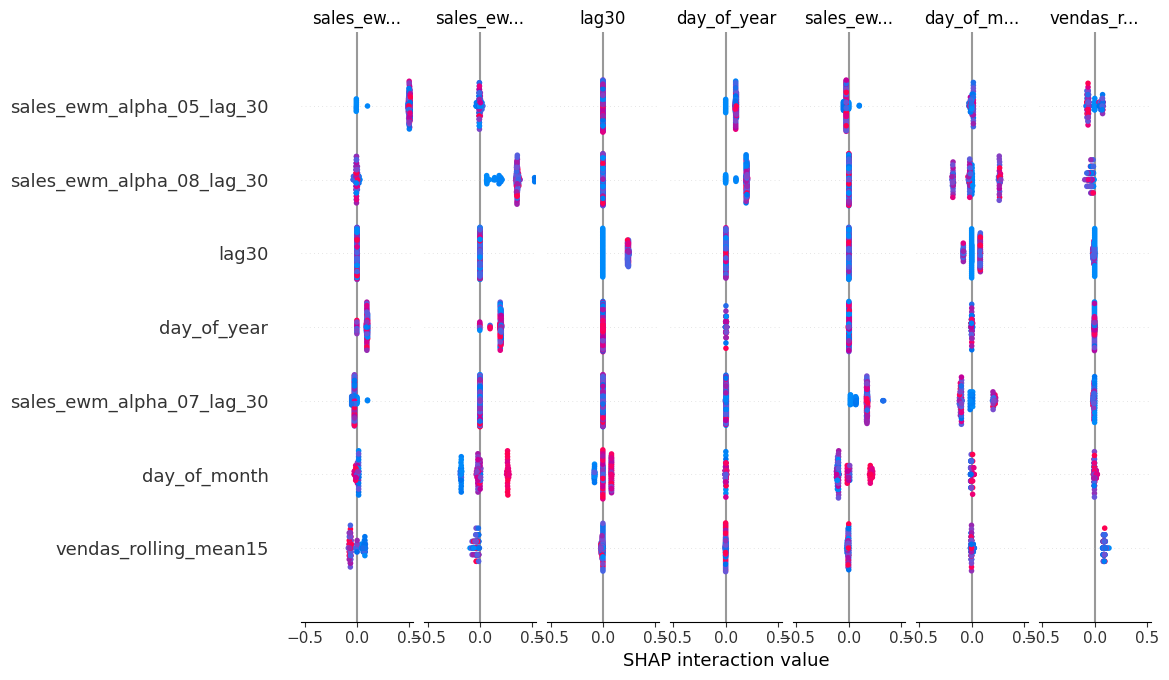 sales_ew... sales_ew... lag30 day_of_year sales_ew... day_of_m... vendas_r...
sales_ewm_alpha_05_lag_30
sales_ewm_alpha_08_lag_30
lag30
day_of_year
sales_ewm_alpha_07_lag_30
day_of_month
vendas_rolling_mean15
−0.5 0.0 0.5 −0.5 0.0 0.5 −0.5 0.0 0.5 −0.5 0.0 0.5 −0.5 0.0 0.5 −0.5 0.0 0.5 −0.5 0.0 0.5
SHAP interaction value